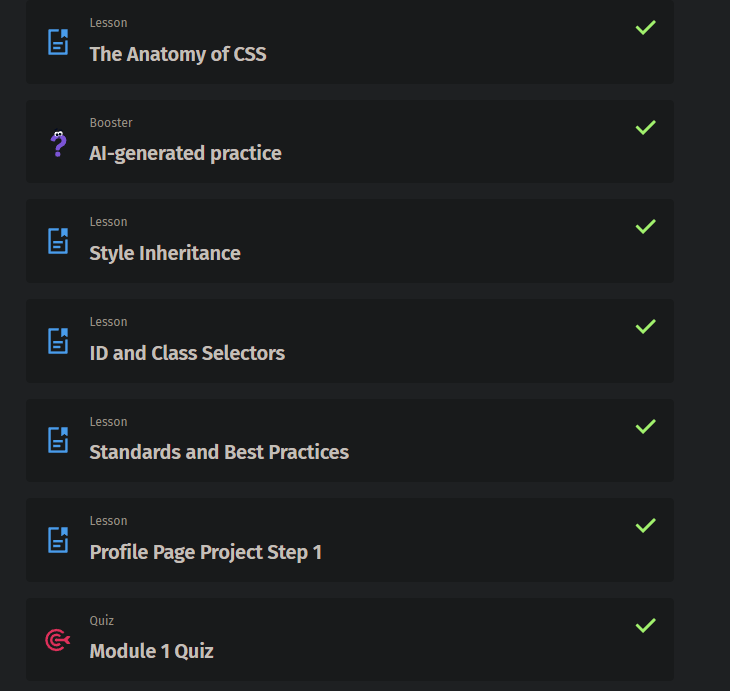 Lesson
The Anatomy of CSS
Booster
AI-generated practice
Lesson
Style Inheritance
Lesson
ID and Class Selectors
Lesson
Standards and Best Practices
Lesson
Profile Page Project Step 1
Quiz
Module 1 Quiz